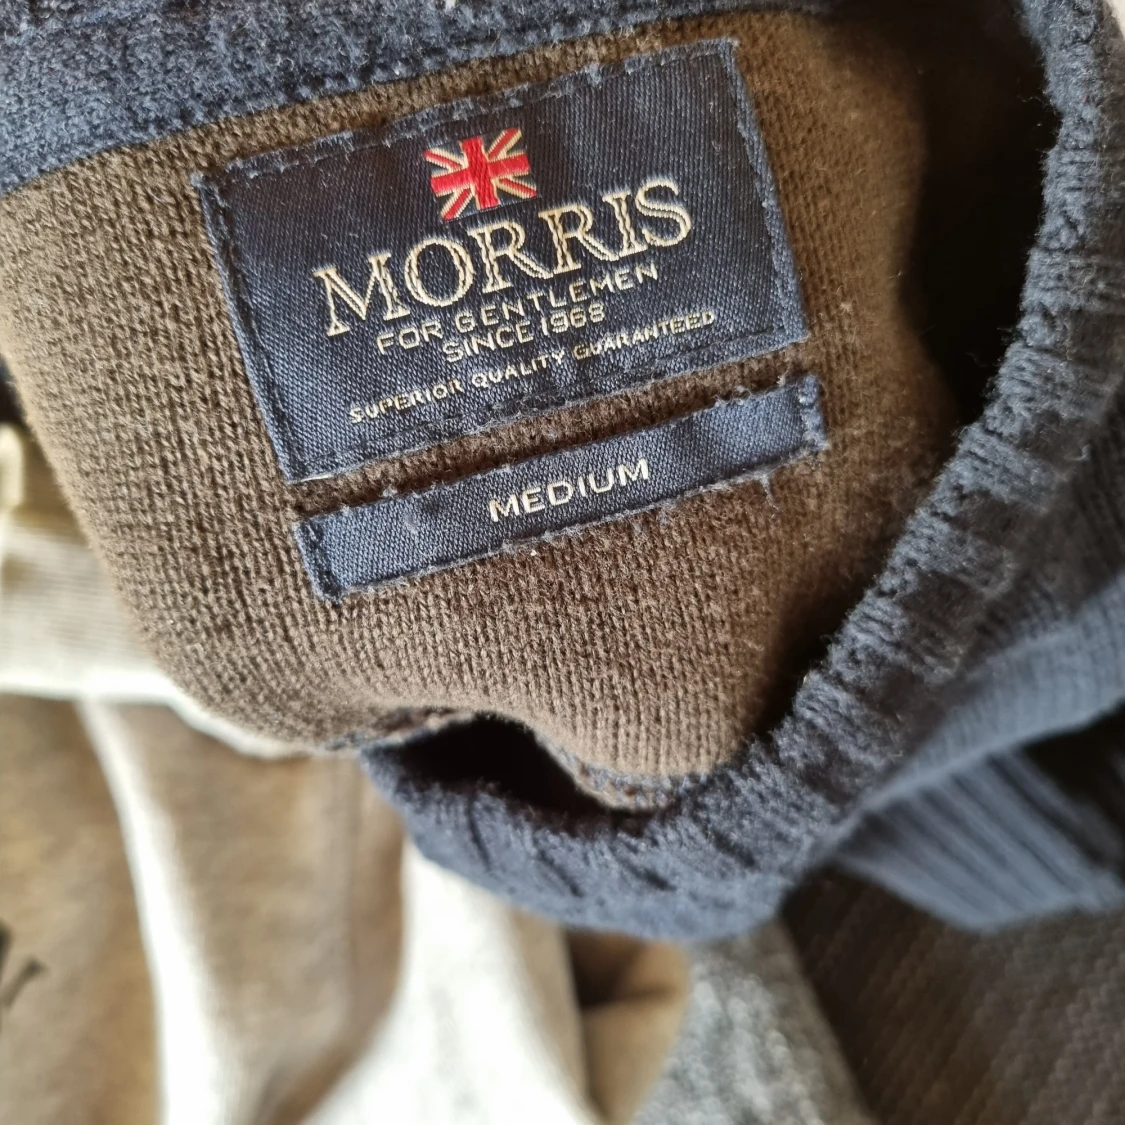 MORRIS
FOR GENTLEMEN
SINCE 1968
SUPERIOR QUALITY GUARANTEED
MEDIUM